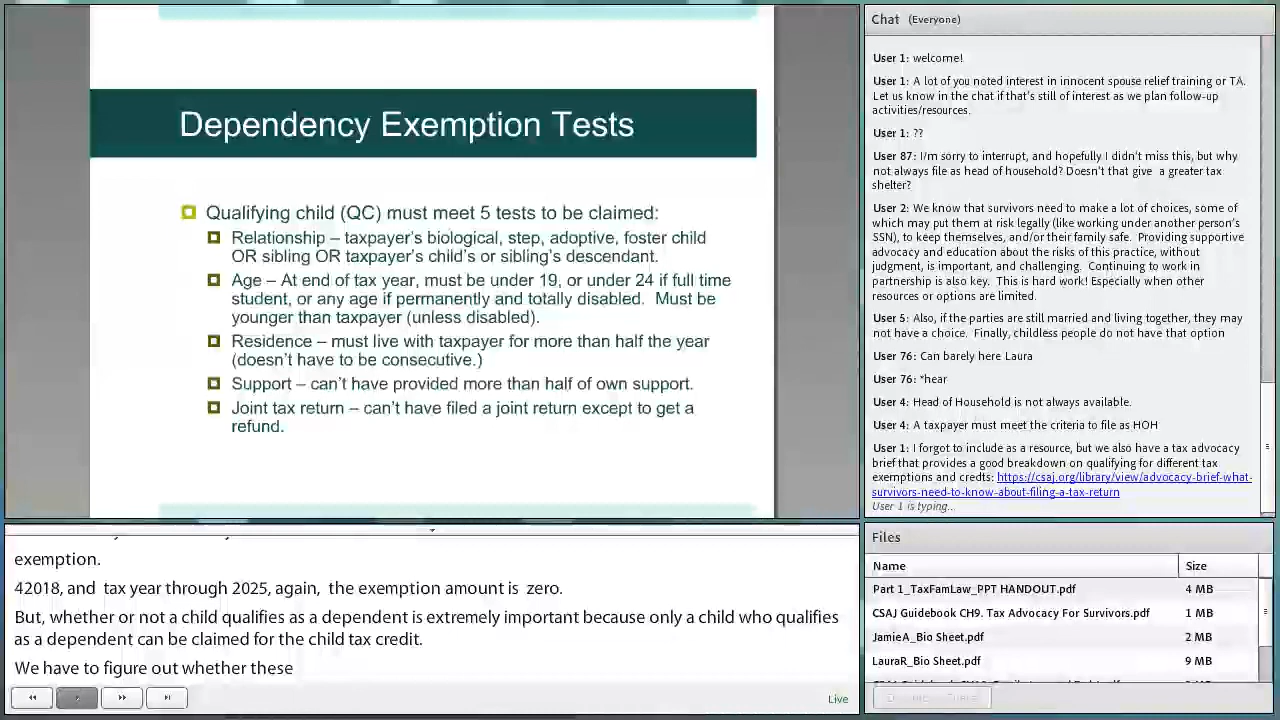 Dependency Exemption Tests
Qualifying child (QC) must meet 5 tests to be claimed:
Relationship – taxpayer's biological, step, adoptive, foster child
OR sibling OR taxpayer's child's or sibling's descendant.
Age – At end of tax year, must be under 19, or under 24 if full time
student, or any age if permanently and totally disabled.  Must be
younger than taxpayer (unless disabled).
Residence – must live with taxpayer for more than half the year
(doesn't have to be consecutive.)
Support – can't have provided more than half of own support.
Joint tax return – can't have filed a joint return except to get a
refund.
exemption.
42018, and  tax year through 2025, again,  the exemption amount is  zero.
But, whether or not a child qualifies as a dependent is extremely important because only a child who qualifies
as a dependent can be claimed for the child tax credit.
We have to figure out whether these
Live
Chat (Everyone)
User 1: welcome!
User 1: A lot of you noted interest in innocent spouse relief training or TA.
Let us know in the chat if that's still of interest as we plan follow-up
activities/resources.
User 1: ??
User 87: I/m sorry to interrupt, and hopefully I didn't miss this, but why
not always file as head of household? Doesn't that give  a greater tax
shelter?
User 2: We know that survivors need to make a lot of choices, some of
which may put them at risk legally (like working under another person's
SSN), to keep themselves, and/or their family safe.  Providing supportive
advocacy and education about the risks of this practice, without
judgment, is important, and challenging.  Continuing to work in
partnership is also key.  This is hard work! Especially when other
resources or options are limited.
User 5: Also, if the parties are still married and living together, they may
not have a choice.  Finally, childless people do not have that option
User 76: Can barely here Laura
User 76: *hear
User 4: Head of Household is not always available.
User 4: A taxpayer must meet the criteria to file as HOH
User 1: I forgot to include as a resource, but we also have a tax advocacy
brief that provides a good breakdown on qualifying for different tax
exemptions and credts: https://csaj.org/library/view/advocacy-brief-what-
survivors-need-to-know-about-filing-a-tax-return
User 1 is typing...
Files
Name Size
Part 1_TaxFamLaw_PPT HANDOUT.pdf 4 MB
CSAJ Guidebook CH9. Tax Advocacy For Survivors.pdf 1 MB
JamieA_Bio Sheet.pdf 2 MB
LauraR_Bio Sheet.pdf 9 MB